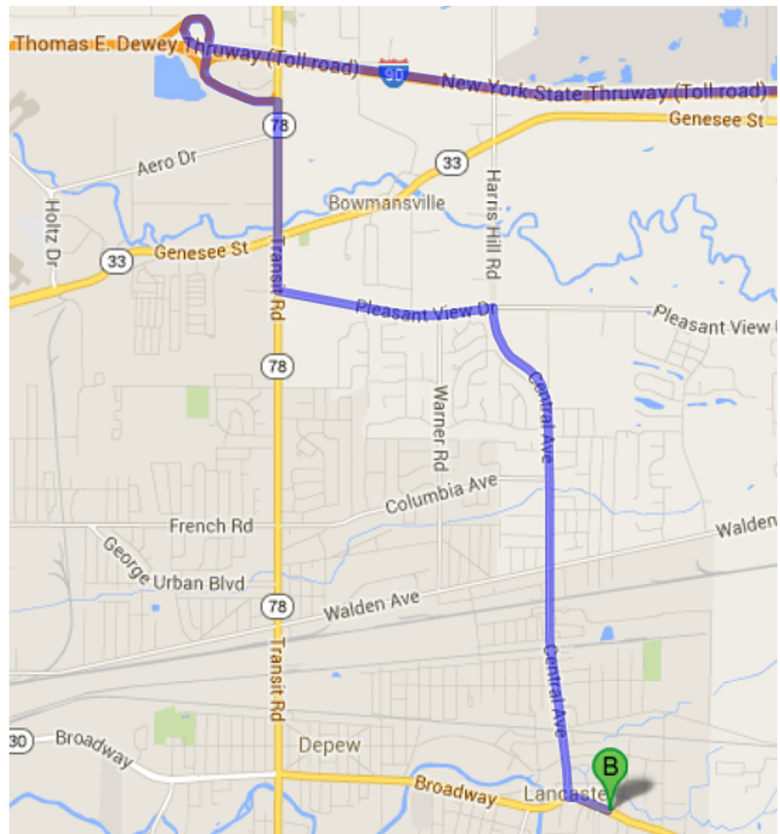 Thomas E. Dewey Thruway (Toll road)
90
New York State Thruway (Toll road)
Genesee St
78
Aero Dr
33
Harris Hill Rd
Bowmansville
Holtz Dr
33
Genesee St
Transit Rd
Pleasant View Dr
Pleasant View
78
Central Ave
Warner Rd
Columbia Ave
French Rd
Walden
George Urban Blvd
78
Walden Ave
Transit Rd
Central Ave
30
Broadway
Depew
B
Broadway
Lancaste